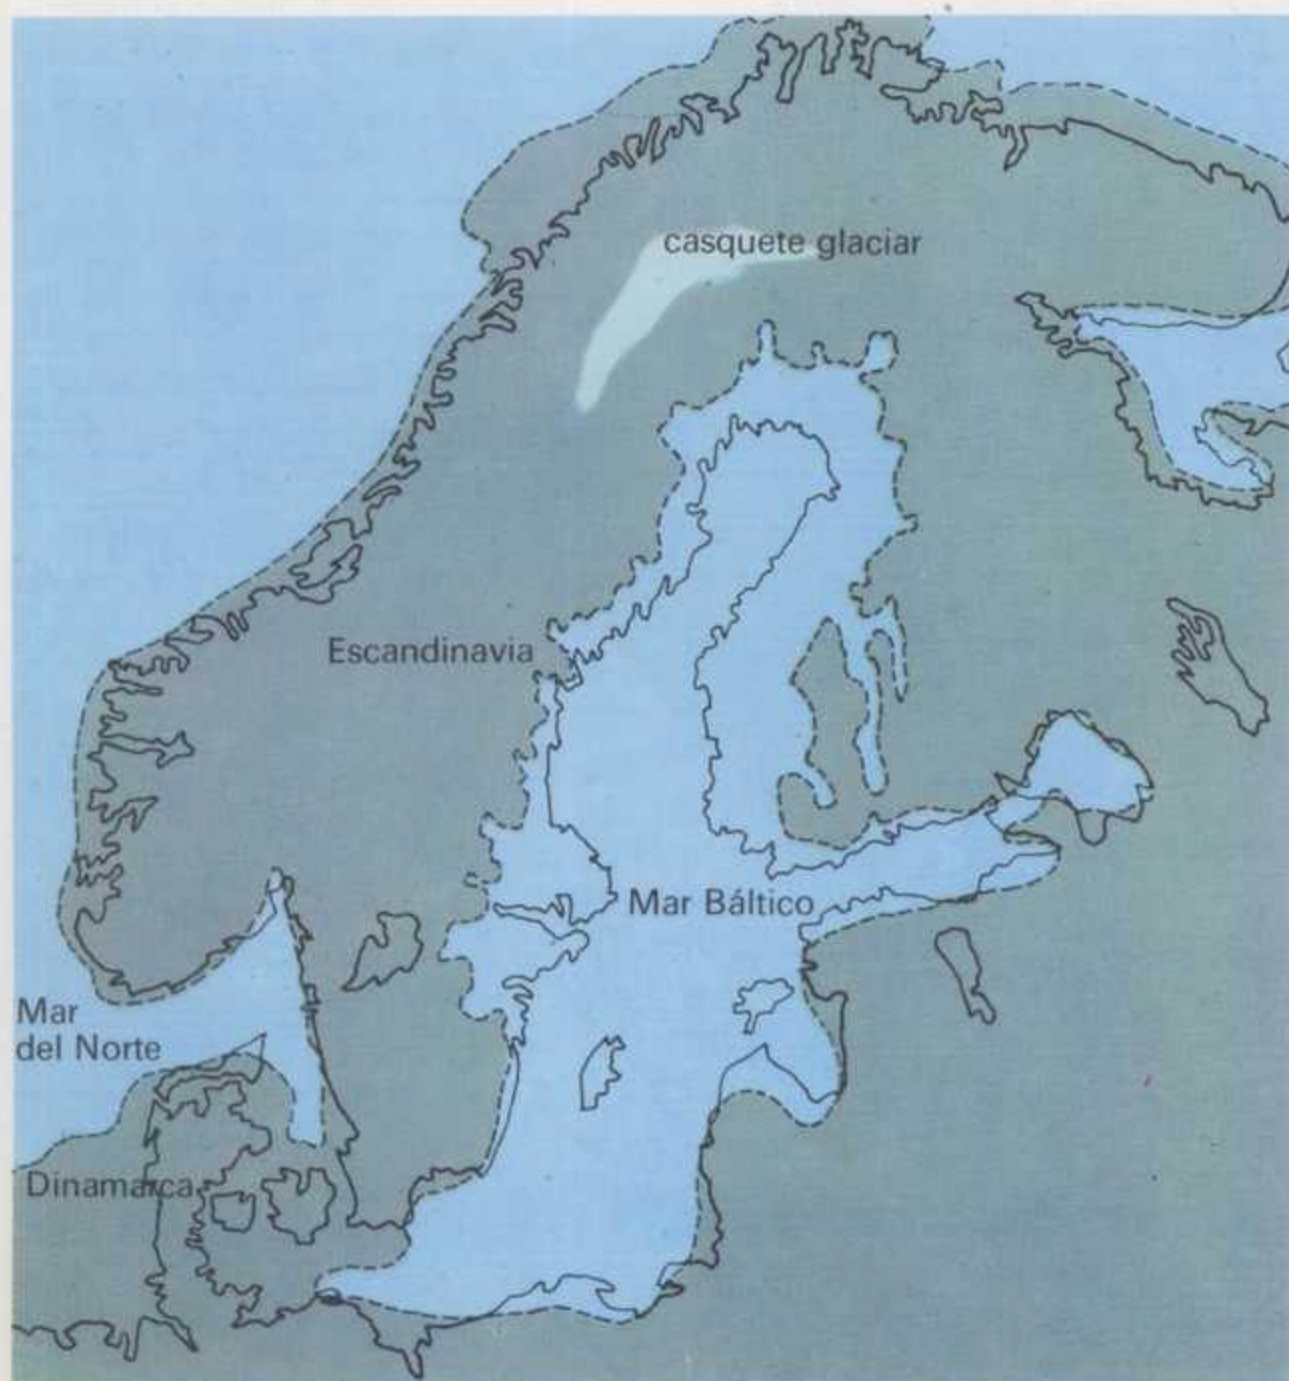 casquete glaciar
Escandinavia
Mar Báltico
Mar
del Norte
Dinamarca